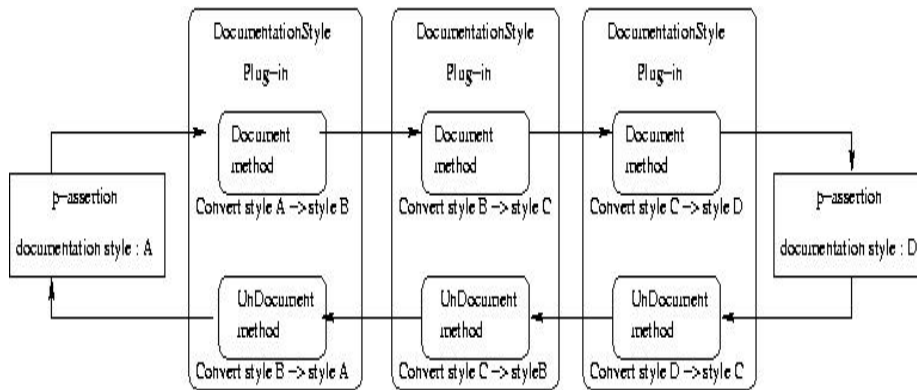 DocumentationStyle
Plug-in
Document
method
Convert style A ->style B
UnDocument
method
Convert style B ->style A
DocumentationStyle
Plug-in
Document
method
Convert style B ->style C
UnDocument
method
Convert style C ->styleB
DocumentationStyle
Plug-in
Document
method
Convert style C ->style D
UnDocument
method
Convert style D ->style C
p-assertion
documentation style : A
p-assertion
documentation style : D